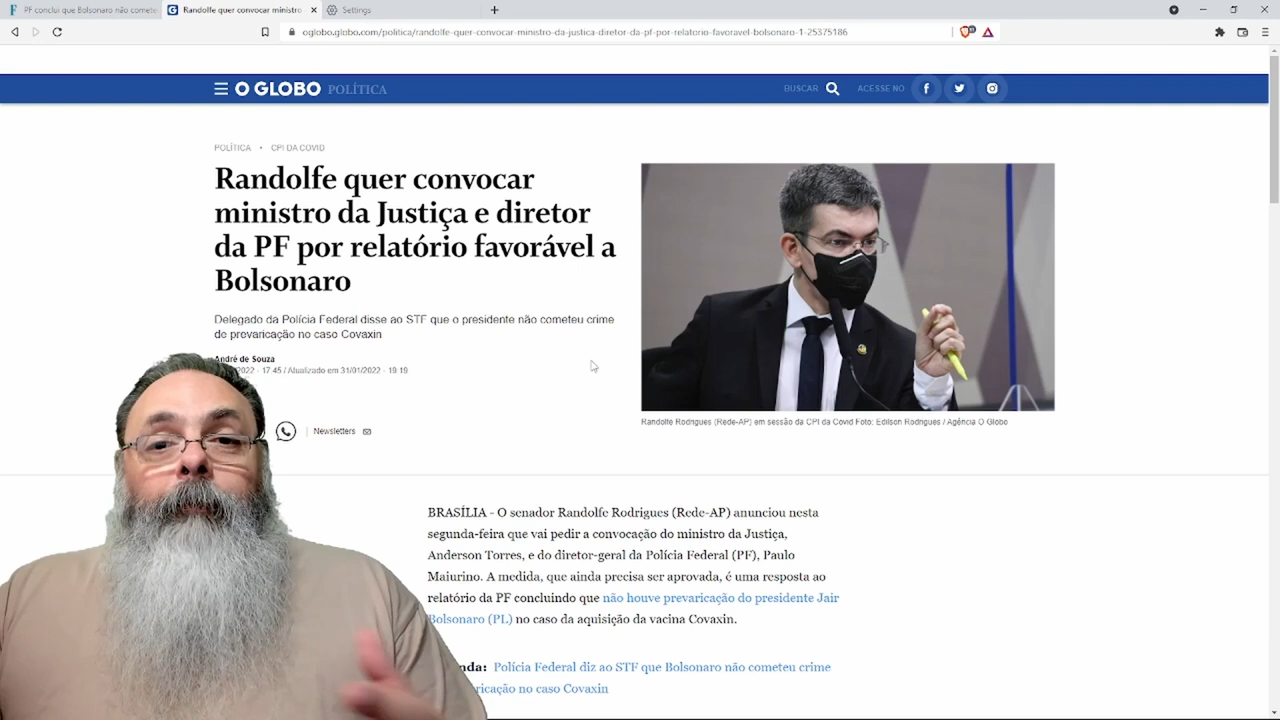 PF conclui que Bolsonaro não comete
Randolfe quer convocar ministro
Settings
oglobo.globo.com/politica/randolfe-quer-convocar-ministro-da-justica-diretor-da-pf-por-relatorio-favoravel-bolsonaro-1-25375186
O GLOBO POLÍTICA
BUSCAR
ACESSE NO
POLÍTICA • CPI DA COVID
Randolfe quer convocar
ministro da Justiça e diretor
da PF por relatório favorável a
Bolsonaro
Delegado da Polícia Federal disse ao STF que o presidente não cometeu crime
de prevaricação no caso Covaxin
André de Souza
2022 - 17:45 / Atualizado em 31/01/2022 - 19:19
Newsletters
Randolfe Rodrigues (Rede-AP) em sessão da CPI da Covid Foto: Edilson Rodrigues / Agência O Globo
BRASÍLIA - O senador Randolfe Rodrigues (Rede-AP) anunciou nesta
segunda-feira que vai pedir a convocação do ministro da Justiça,
Anderson Torres, e do diretor-geral da Polícia Federal (PF), Paulo
Maiurino. A medida, que ainda precisa ser aprovada, é uma resposta ao
relatório da PF concluindo que não houve prevaricação do presidente Jair
Bolsonaro (PL) no caso da aquisição da vacina Covaxin.
nda: Polícia Federal diz ao STF que Bolsonaro não cometeu crime
ricação no caso Covaxin